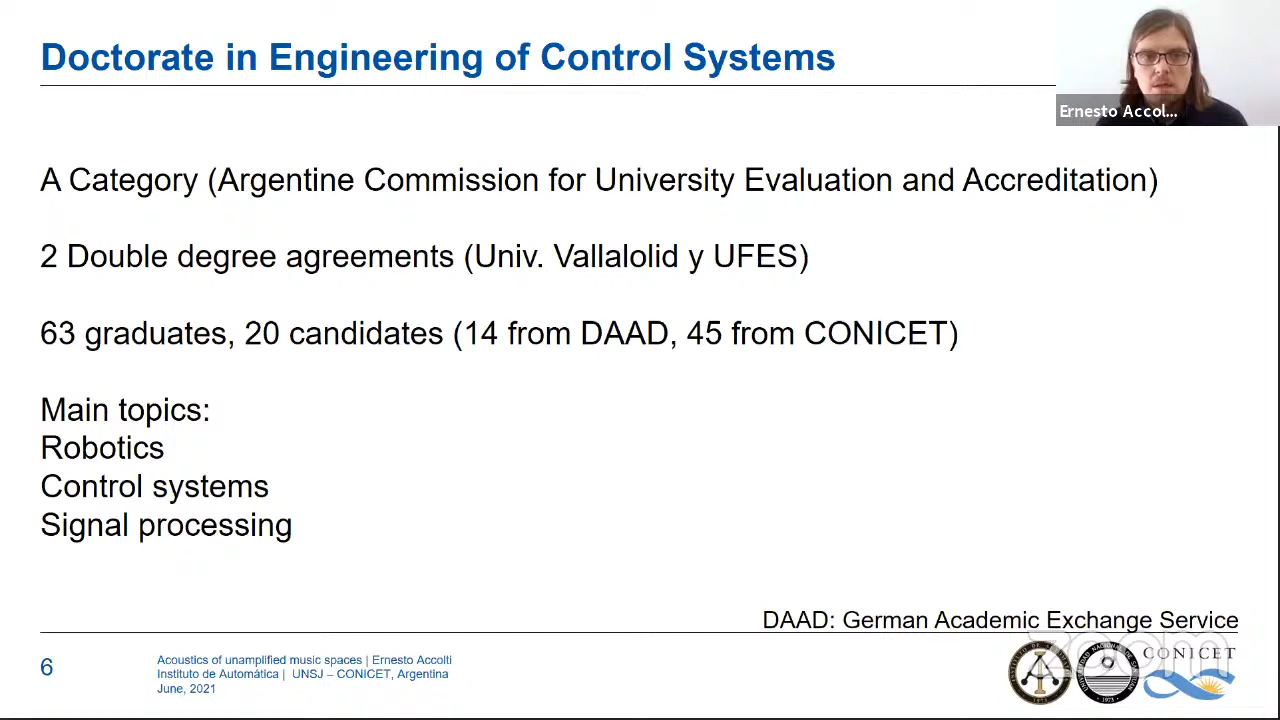 Doctorate in Engineering of Control Systems
Ernesto Accol...
A Category (Argentine Commission for University Evaluation and Accreditation)
2 Double degree agreements (Univ. Vallalolid y UFES)
63 graduates, 20 candidates (14 from DAAD, 45 from CONICET)
Main topics:
Robotics
Control systems
Signal processing
DAAD: German Academic Exchange Service
6
Acoustics of unamplified music spaces | Ernesto Accolti
Instituto de Automática | UNSJ – CONICET, Argentina
June, 2021
zoom
CONICET